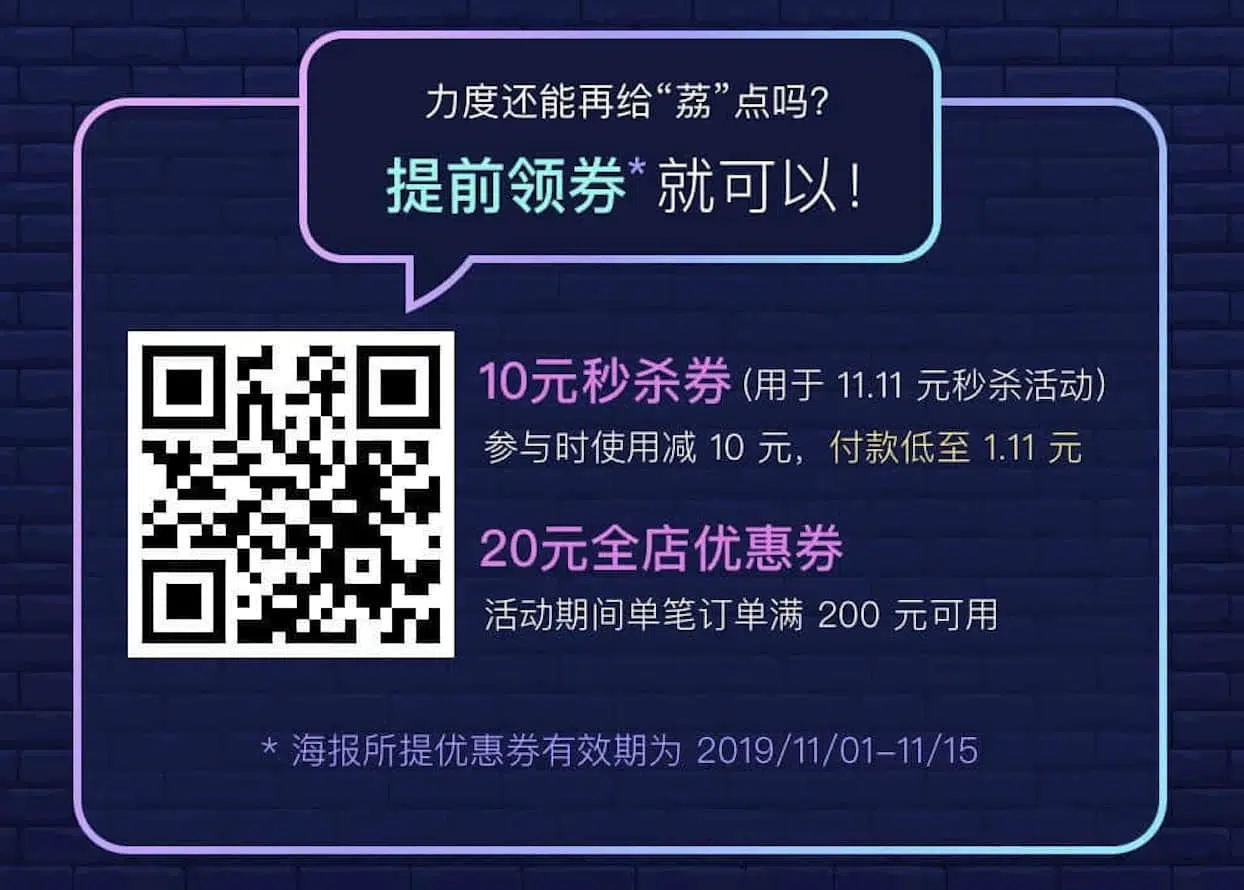 力度还能再给“荔”点吗？
提前领券*就可以！
10元秒杀券 (用于 11.11 元秒杀活动)
参与时使用减 10 元，付款低至 1.11 元
20元全店优惠券
活动期间单笔订单满 200 元可用
* 海报所提优惠券有效期为 2019/11/01-11/15